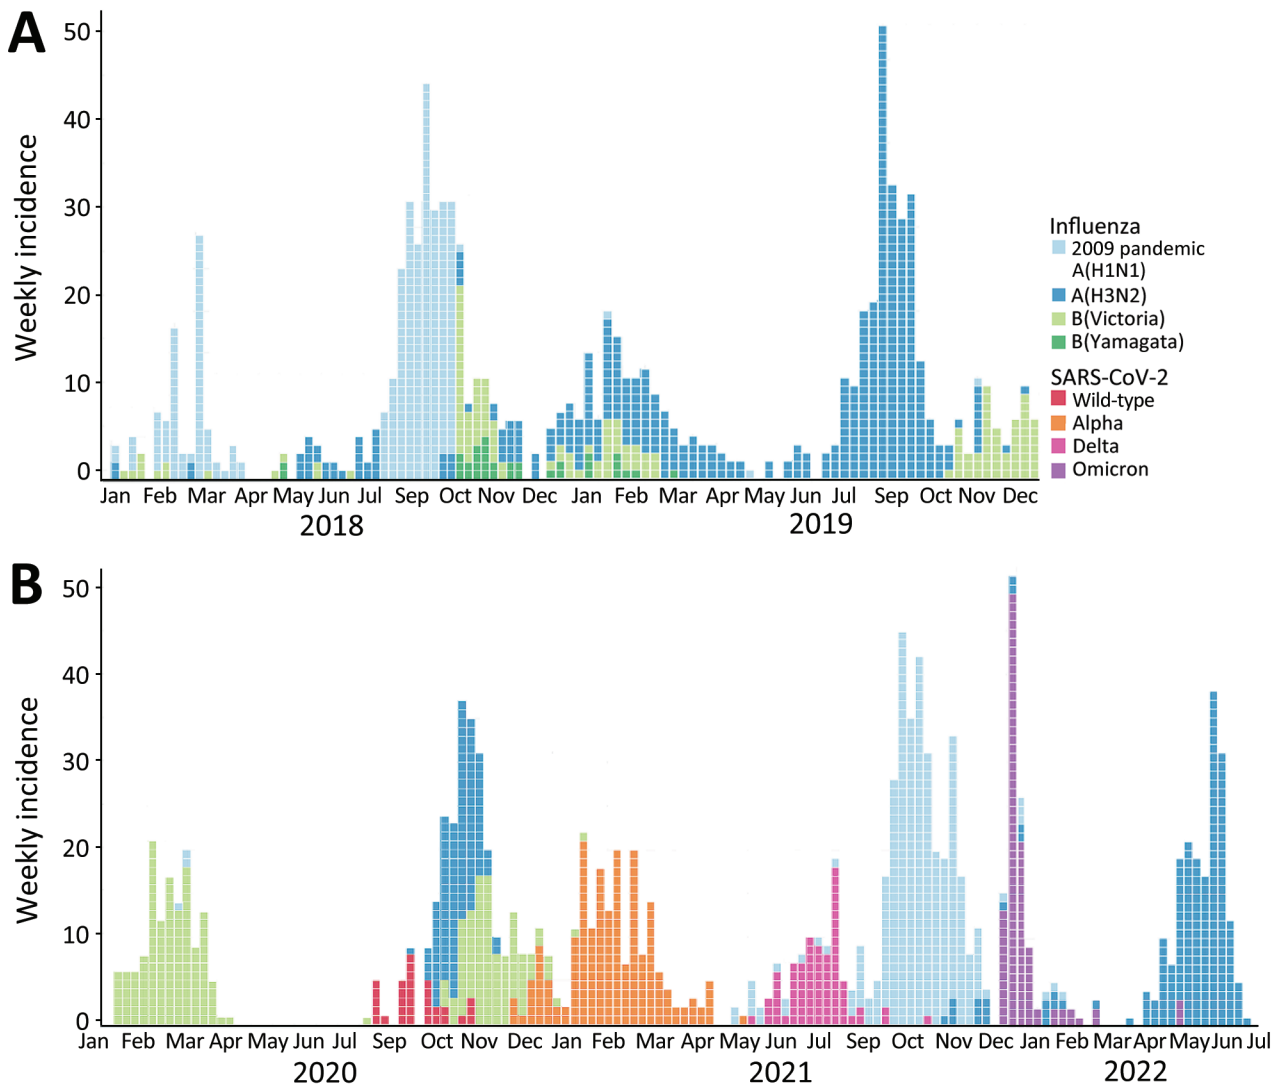 A
Weekly incidence
50
40
30
20
10
0
Jan Feb Mar Apr May Jun Jul Sep Oct Nov Dec Jan Feb Mar Apr May Jun Jul Sep Oct Nov Dec
2018 2019
Influenza
2009 pandemic
A(H1N1)
A(H3N2)
B(Victoria)
B(Yamagata)
SARS-CoV-2
Wild-type
Alpha
Delta
Omicron
B
Weekly incidence
50
40
30
20
10
0
Jan Feb Mar Apr May Jun Jul Sep Oct Nov Dec Jan Feb Mar Apr May Jun Jul Sep Oct Nov Dec Jan Feb Mar Apr May Jun Jul
2020 2021 2022